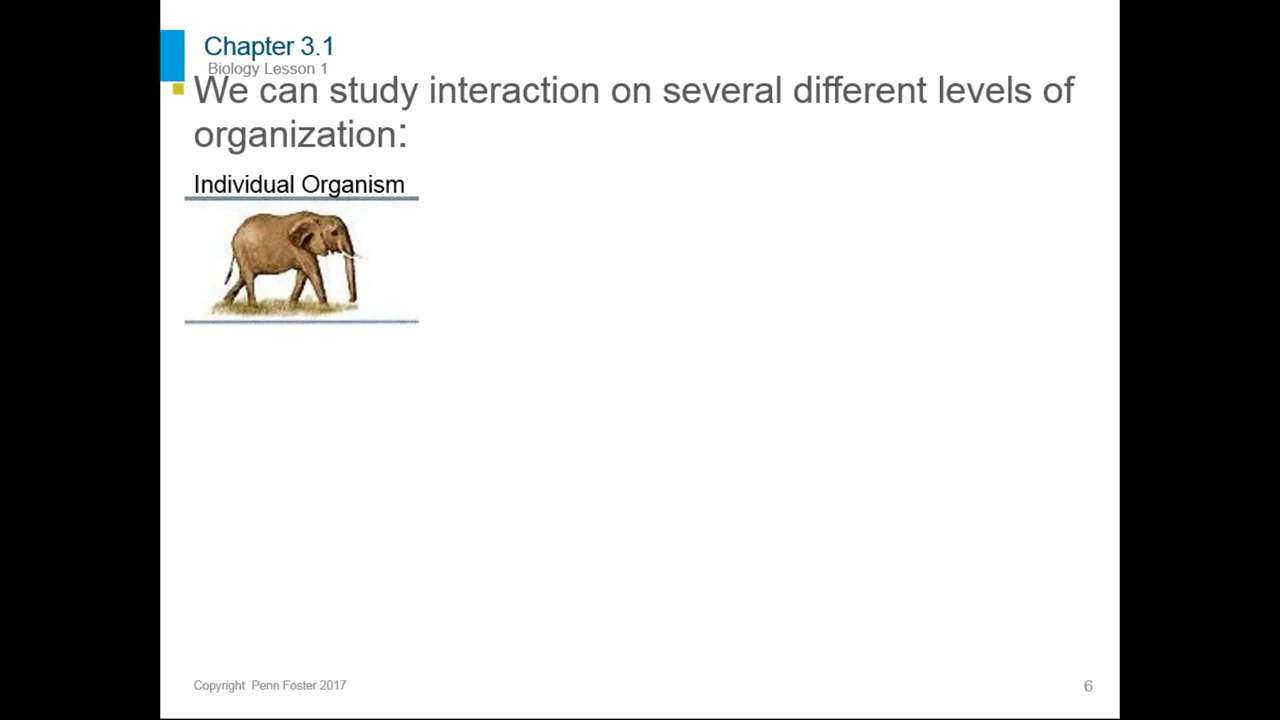 Chapter 3.1
Biology Lesson 1
We can study interaction on several different levels of
organization:
Individual Organism
Copyright Penn Foster 2017
6